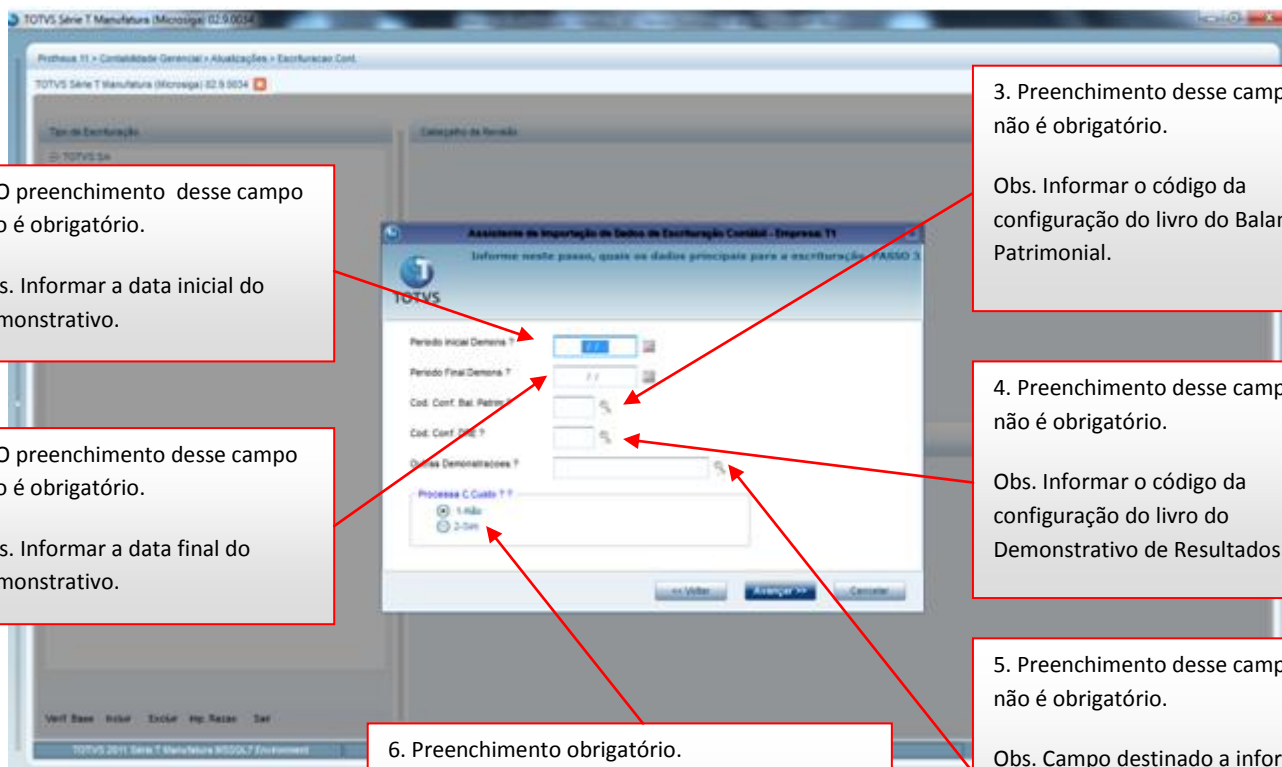 TOTVS Série T Manufatura (Microsiga) 02.9.0034
Protheus 11 > Contabilidade Gerencial > Atualizações > Escrituracao Cont.
TOTVS Série T Manufatura (Microsiga) 02.9.0034
Tipo de Escrituração
Cabeçalho da Revisão
TOTVS SA
O preenchimento desse campo
o é obrigatório.
s. Informar a data inicial do
monstrativo.
O preenchimento desse campo
o é obrigatório.
s. Informar a data final do
monstrativo.
Assistente de Importação de Dados de Escrituração Contábil - Empresa: T1
Informe neste passo, quais os dados principais para a escrituração. PASSO 3
TOTVS
Periodo Inicial Demons ?
/ /
Periodo Final Demons ?
/ /
Cod. Conf. Bal. Patrim ?
Cod. Conf. DRE ?
Outras Demonstracoes ?
Processa C.Custo ? ?
1-Não
2-Sim
<< Voltar
Avançar >>
Cancelar
3. Preenchimento desse camp
não é obrigatório.
Obs. Informar o código da
configuração do livro do Balan
Patrimonial.
4. Preenchimento desse camp
não é obrigatório.
Obs. Informar o código da
configuração do livro do
Demonstrativo de Resultados
5. Preenchimento desse camp
não é obrigatório.
Obs. Campo destinado a infor
6. Preenchimento obrigatório.
Verif. Base Incluir Excluir Imp. Razao Sair
TOTVS 2011 Série T Manufatura MSSQL7 Environment